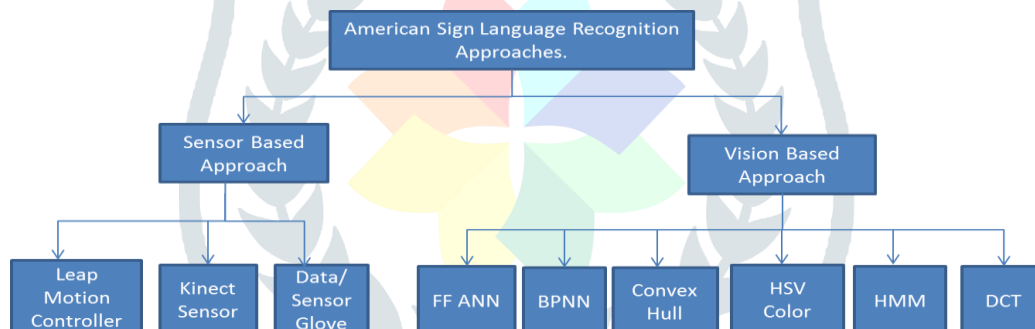 American Sign Language Recognition
Approaches.
Sensor Based
Approach
Vision Based
Approach
Leap
Motion
Controller
Kinect
Sensor
Data/
Sensor
Glove
FF ANN
BPNN
Convex
Hull
HSV
Color
HMM
DCT